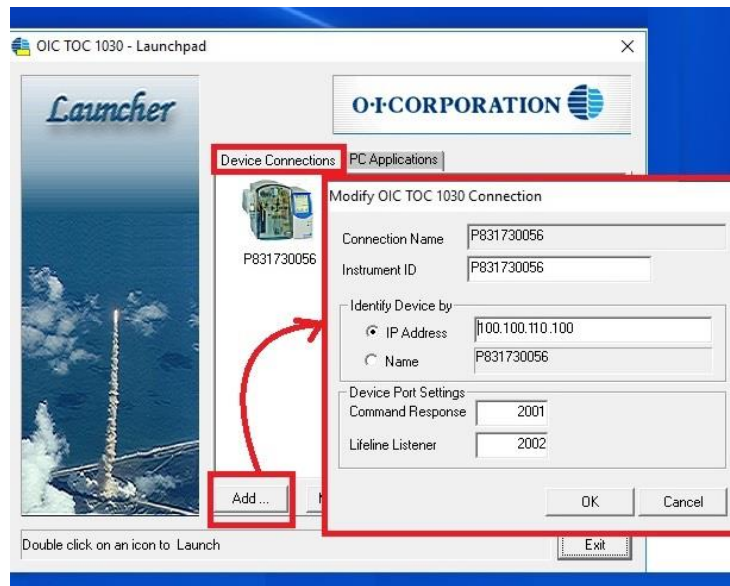 OIC TOC 1030 - Launchpad
Launcher
O·I·CORPORATION
Device Connections
PC Applications
P831730056
Add ...
Double click on an icon to Launch
Exit
Modify OIC TOC 1030 Connection
Connection Name P831730056
Instrument ID P831730056
Identify Device by
IP Address 100.100.110.100
Name P831730056
Device Port Settings
Command Response 2001
Lifeline Listener 2002
OK Cancel